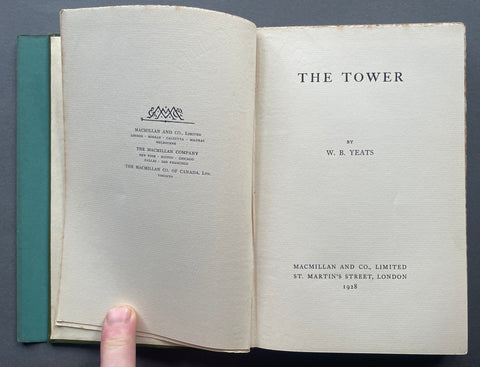 MACMILLAN AND CO., LIMITED
LONDON · BOMBAY · CALCUTTA · MADRAS
MELBOURNE
THE MACMILLAN COMPANY
NEW YORK · BOSTON · CHICAGO
DALLAS · SAN FRANCISCO
THE MACMILLAN CO. OF CANADA, LTD.
TORONTO
THE TOWER
BY
W. B. YEATS
MACMILLAN AND CO., LIMITED
ST. MARTIN'S STREET, LONDON
1928